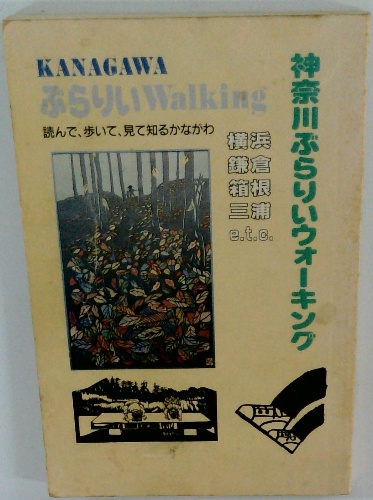 KANAGAWA
ぶらりいWalking
読んで、歩いて、見て知るかながわ
横浜
鎌倉
箱根
三浦
e.t.c.
神奈川ぶらりいウォーキング